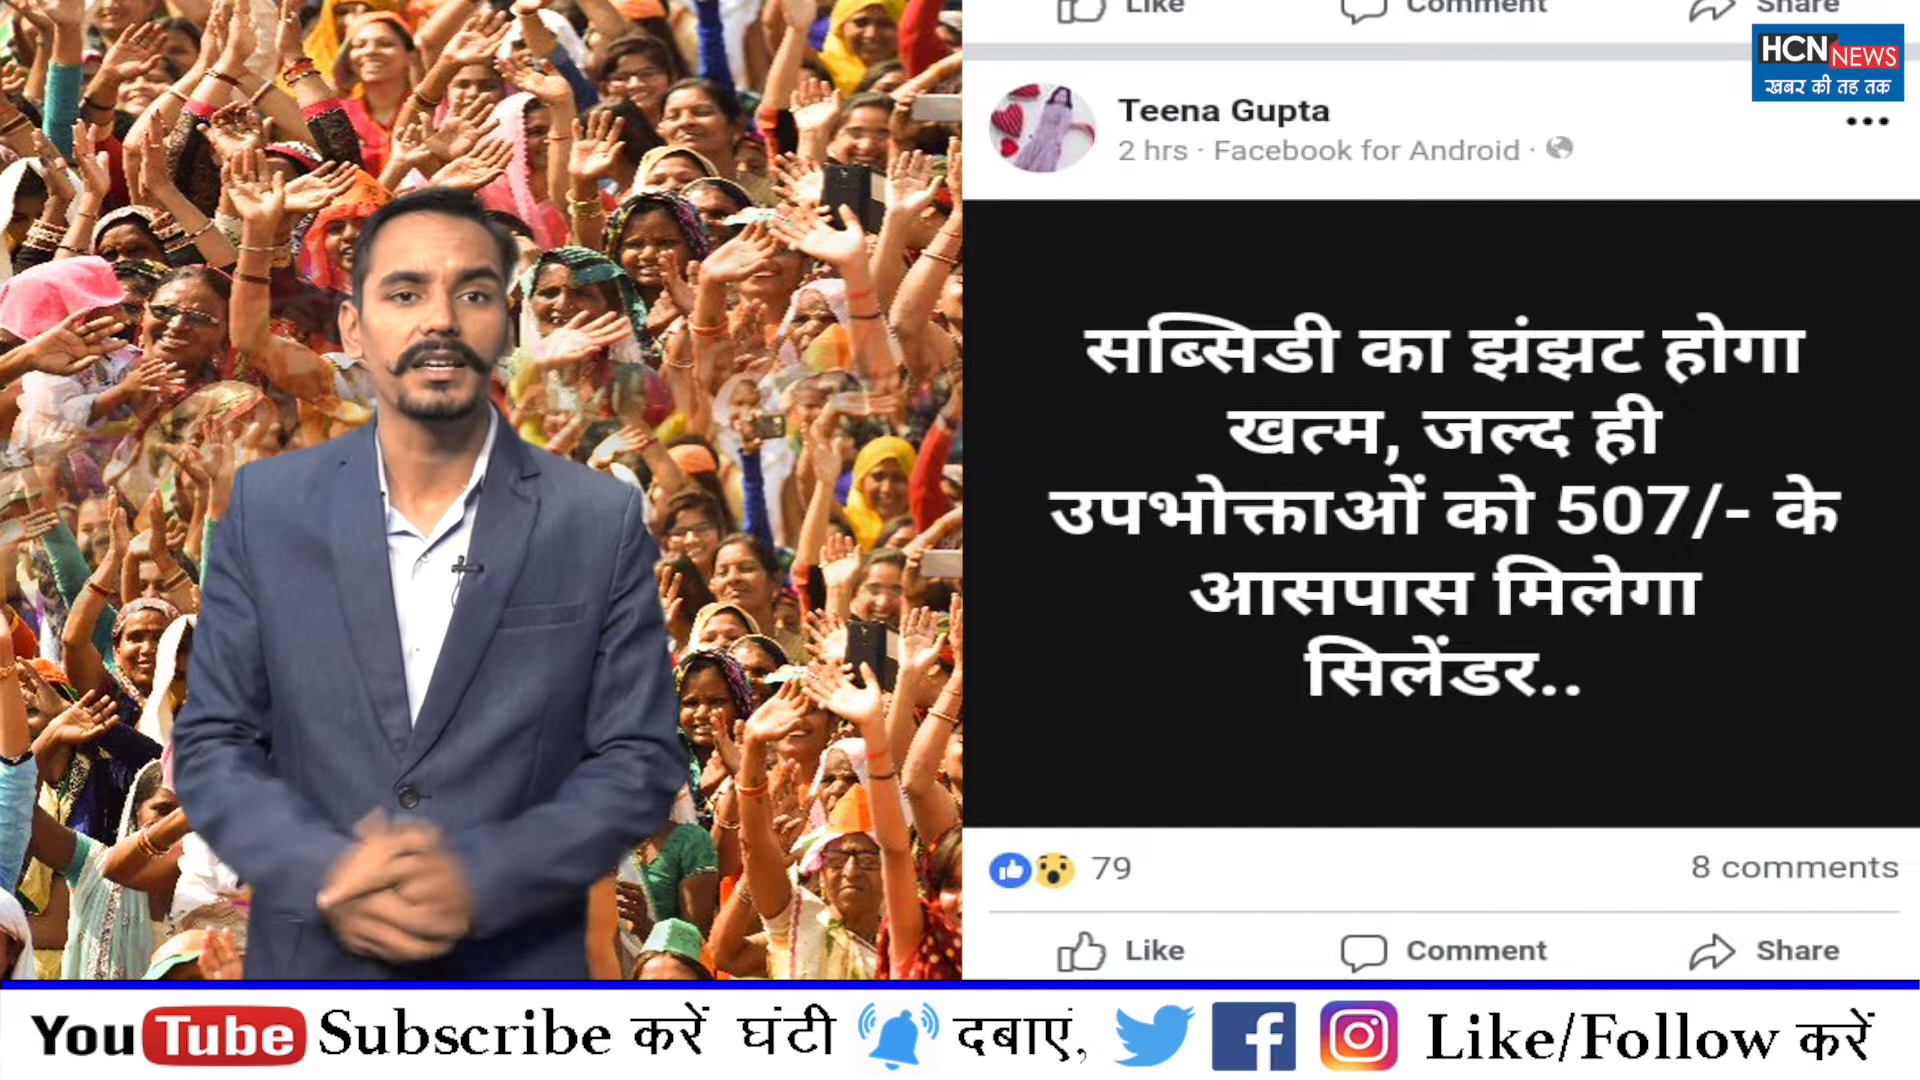 Like Comment Share
HCN NEWS
ख़बर की तह तक
Teena Gupta
2 hrs · Facebook for Android ·
सब्सिडी का झंझट होगा
खत्म, जल्द ही
उपभोक्ताओं को 507/- के
आसपास मिलेगा
सिलेंडर..
79 8 comments
Like Comment Share
YouTube Subscribe करें घंटी दबाएं, Like/Follow करें